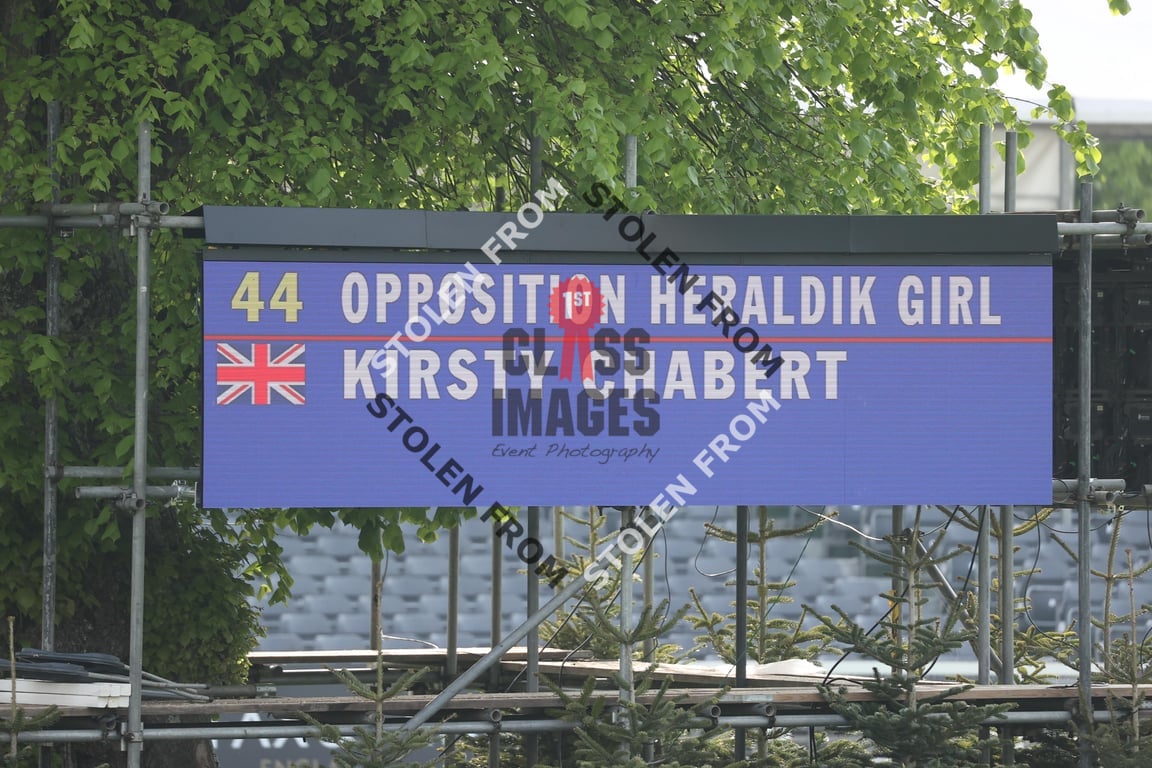 44 OPPOSITION HERALDIK GIRL
KIRSTY CHABERT
1ST
CLASS
IMAGES
Event Photography
STOLEN FROM
STOLEN FROM
STOLEN FROM
STOLEN FROM